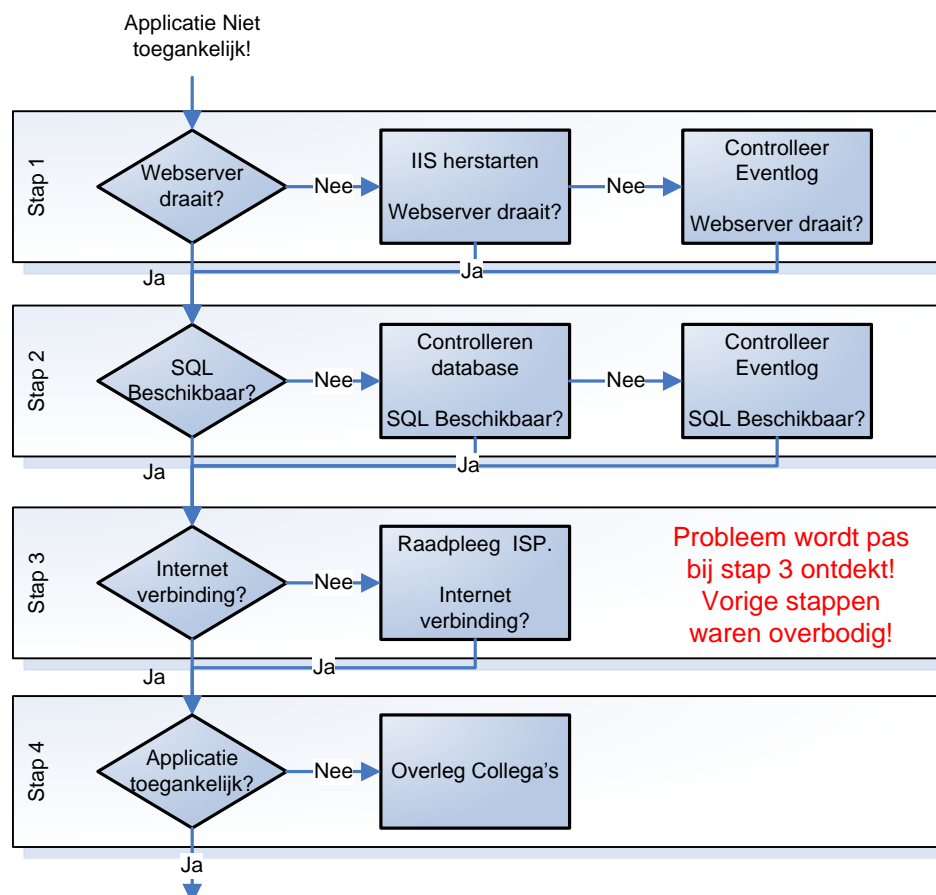 Applicatie Niet
toegankelijk!
Stap 1
Webserver
draait?
Nee
IIS herstarten
Webserver draait?
Nee
Controlleer
Eventlog
Webserver draait?
Ja
Ja
Stap 2
SQL
Beschikbaar?
Nee
Controlleren
database
SQL Beschikbaar?
Nee
Controlleer
Eventlog
SQL Beschikbaar?
Ja
Ja
Stap 3
Internet
verbinding?
Nee
Raadpleeg ISP.
Internet
verbinding?
Probleem wordt pas
bij stap 3 ontdekt!
Vorige stappen
waren overbodig!
Ja
Ja
Stap 4
Applicatie
toegankelijk?
Nee
Overleg Collega's
Ja